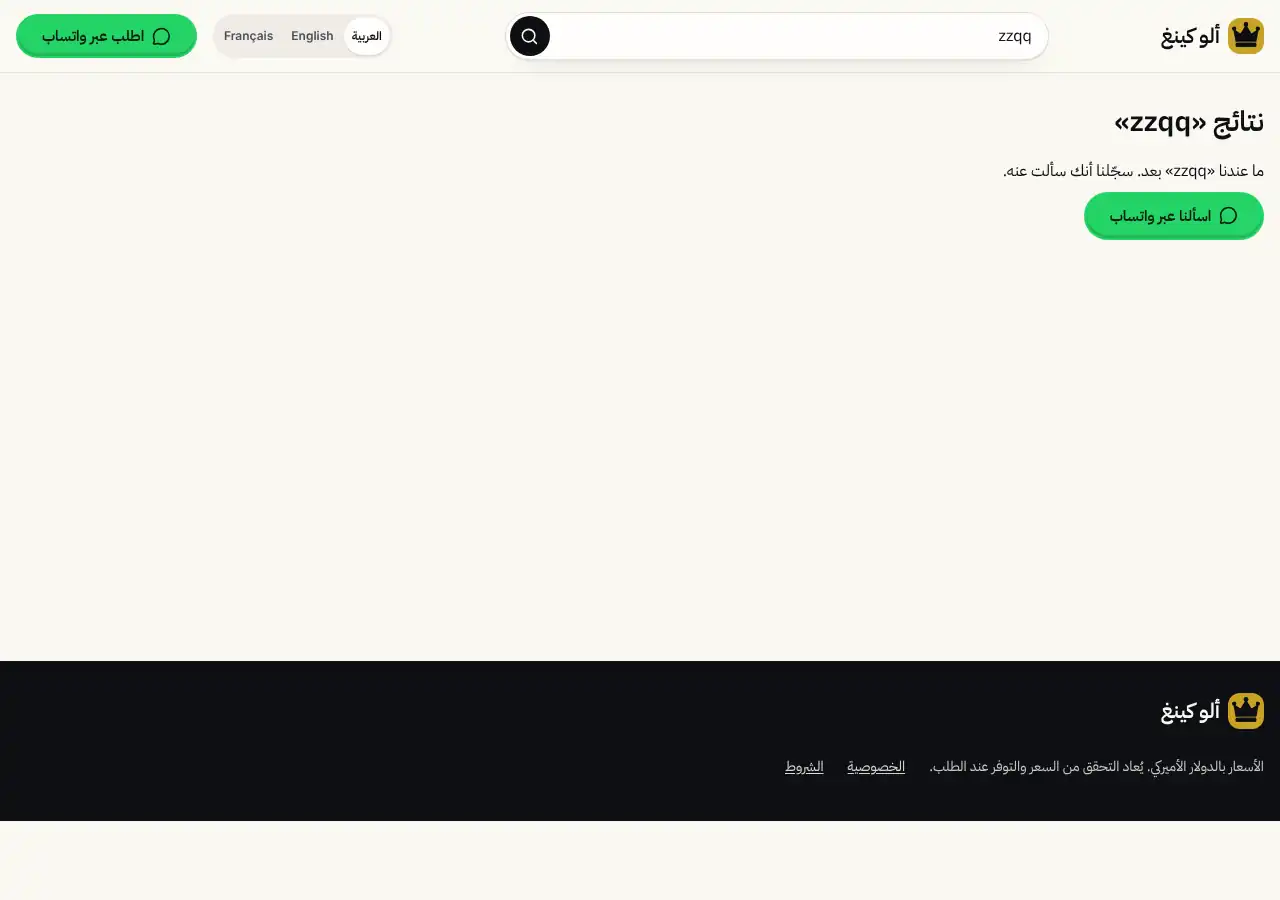 ألو كينغ
zzqq
العربية
English
Français
اطلب عبر واتساب
نتائج «zzqq»
ما عندنا «zzqq» بعد. سجّلنا أنك سألت عنه.
اسألنا عبر واتساب
ألو كينغ
الأسعار بالدولار الأميركي. يُعاد التحقق من السعر والتوفر عند الطلب. الخصوصية الشروط